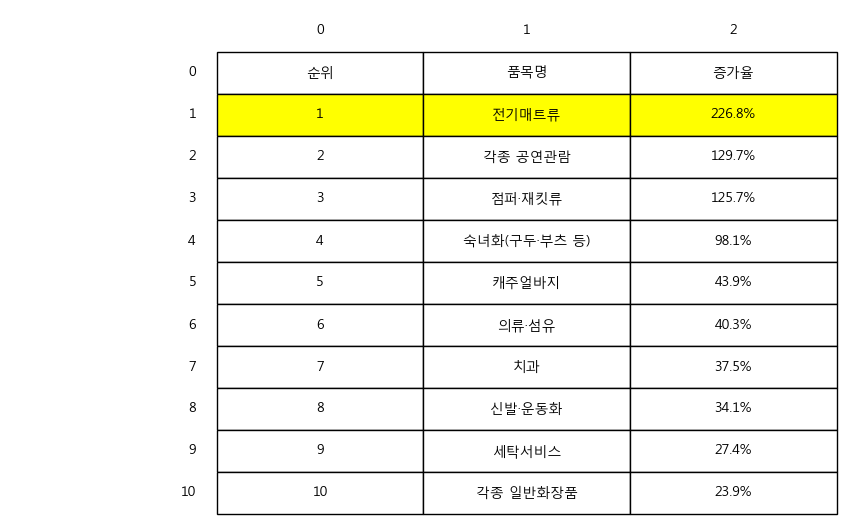 0 1 2
0 순위 품목명 증가율
1 1 전기매트류 226.8%
2 2 각종 공연관람 129.7%
3 3 점퍼·재킷류 125.7%
4 4 숙녀화(구두·부츠 등) 98.1%
5 5 캐주얼바지 43.9%
6 6 의류·섬유 40.3%
7 7 치과 37.5%
8 8 신발·운동화 34.1%
9 9 세탁서비스 27.4%
10 10 각종 일반화장품 23.9%